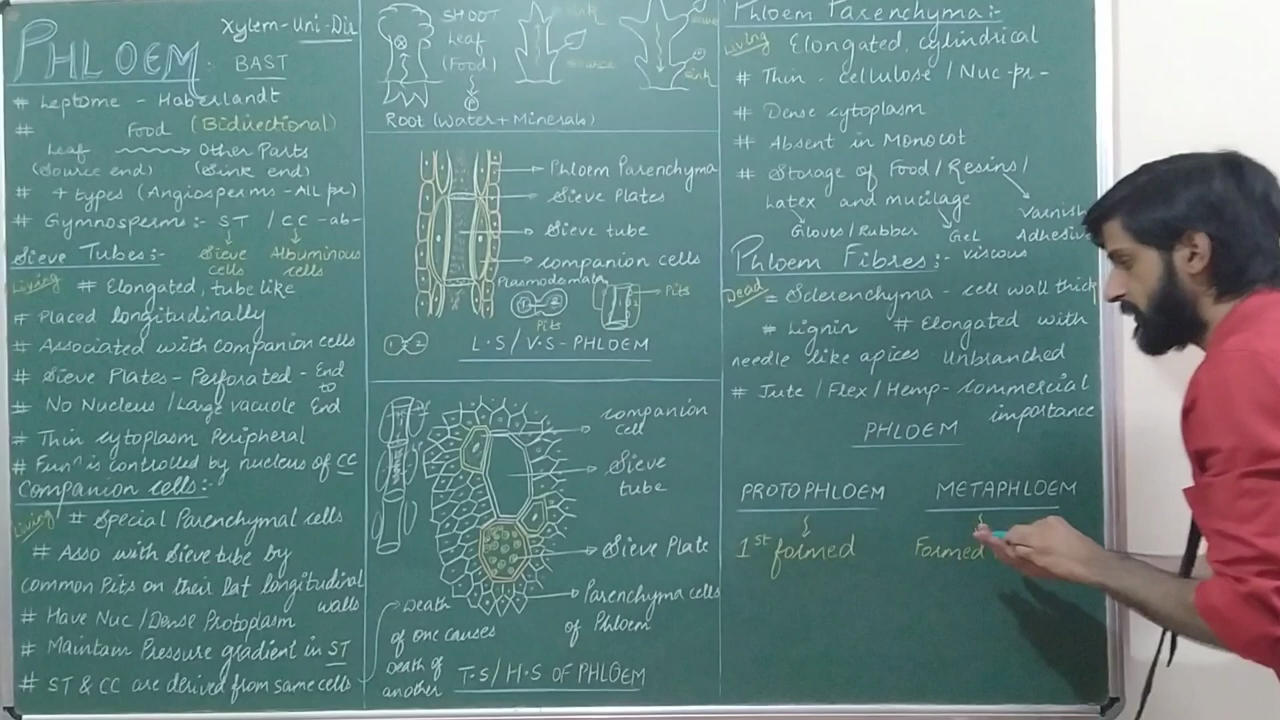 Xylem-Uni-Dir
PHLOEM:-
BAST
# Leptome - Haberlandt
# Food (Bidirectional)
Leaf → Other Parts
(Source end) (Sink end)
# 4 types (Angiosperms - All pr)
# Gymnosperms:- ST / CC -ab-
Sieve cells
Albuminous cells
Sieve Tubes:-
Living # Elongated, tube like
# Placed longitudinally
# Associated with companion cells
# Sieve Plates - Perforated - End to End
# No Nucleus / Large vacuole
# Thin cytoplasm Peripheral
# Funⁿ is controlled by nucleus of CC
Companion cells:-
Living # Special Parenchymal cells
# Asso with Sieve tube by
common Pits on their Lat longitudinal
walls
# Have Nuc/Dense Protoplasm
# Maintain Pressure gradient in ST
# ST & CC are derived from same cells
SHOOT
Leaf
(Food)
Root (Water + Minerals)
Sink
Source
Sink
Phloem Parenchyma
Sieve Plates
Sieve tube
companion cells
Plasmodesmata
Pits
1 2
Pits
1 2
L.S/V.S-PHLOEM
companion
cell
Sieve
tube
Sieve Plate
Parenchyma cells
of Phloem
→ Death
of one causes
death of
another
T.S/H.S OF PHLOEM
Phloem Parenchyma:-
Living Elongated, cylindrical
# Thin - cellulose / Nuc-pr-
# Dense cytoplasm
# Absent in Monocot
# Storage of Food / Resins /
Latex and mucilage
Varnish
Adhesive
Gloves/Rubber
Gel
viscous
Phloem Fibres:-
Dead = Sclerenchyma - cell wall thick
# Lignin # Elongated with
needle like apices unbranched
# Jute / Flex / Hemp - commercial
importance
PHLOEM
PROTOPHLOEM METAPHLOEM
1st formed Formed